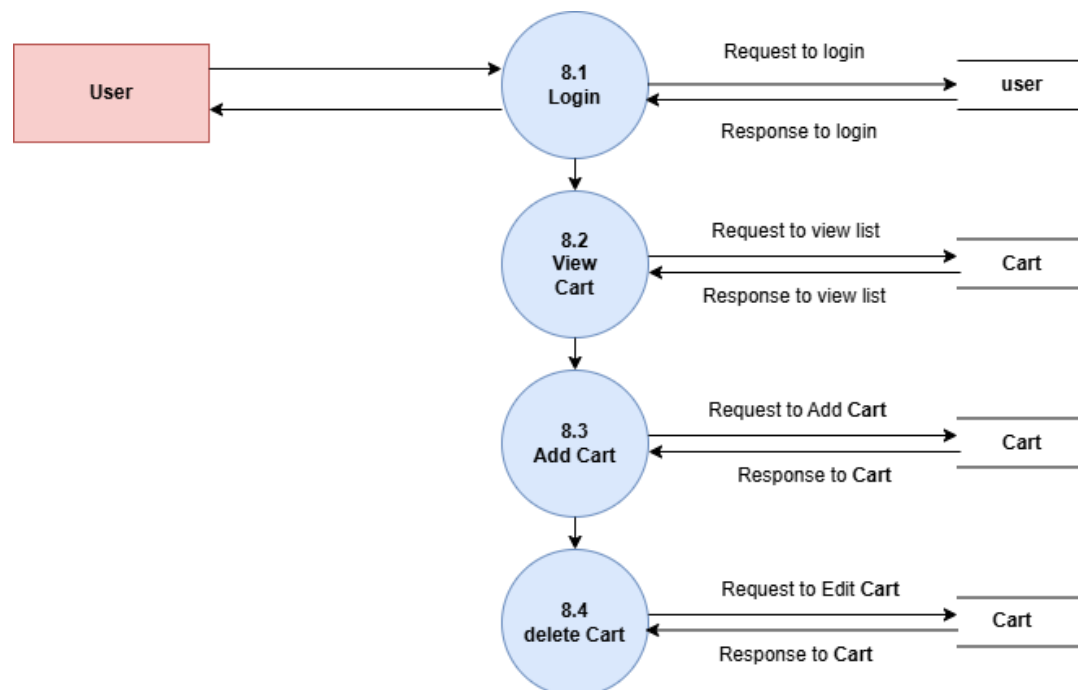 User
8.1
Login
Request to login
user
Response to login
8.2
View
Cart
Request to view list
Cart
Response to view list
8.3
Add Cart
Request to Add Cart
Cart
Response to Cart
8.4
delete Cart
Request to Edit Cart
Cart
Response to Cart